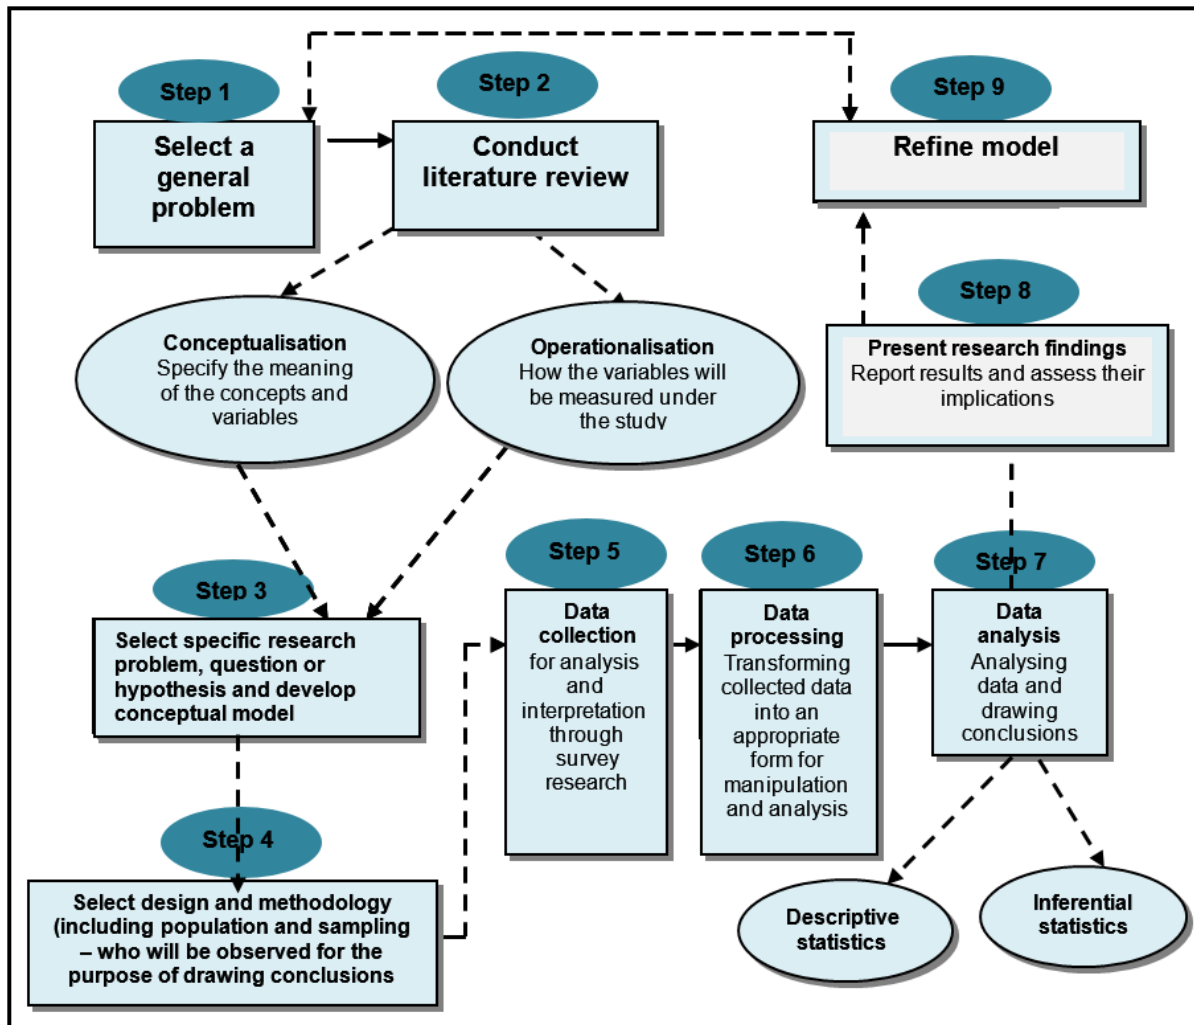 Step 1
Select a
general
problem
Step 2
Conduct
literature review
Step 9
Refine model
Step 8
Present research findings
Report results and assess their
implications
Conceptualisation
Specify the meaning
of the concepts and
variables
Operationalisation
How the variables will
be measured under
the study
Step 3
Select specific research
problem, question or
hypothesis and develop
conceptual model
Step 4
Select design and methodology
(including population and sampling
– who will be observed for the
purpose of drawing conclusions
Step 5
Data
collection
for analysis
and
interpretation
through
survey
research
Step 6
Data
processing
Transforming
collected data
into an
appropriate
form for
manipulation
and analysis
Step 7
Data
analysis
Analysing
data and
drawing
conclusions
Descriptive
statistics
Inferential
statistics